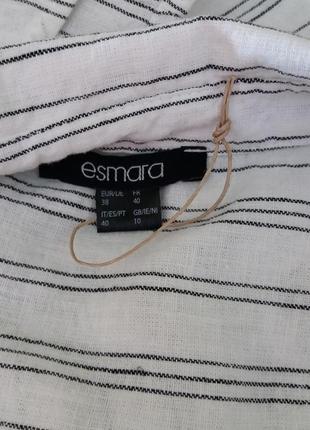 esmara
EUR/DE FR
38 40
IT/ES/PT GB/IE/NI
40 10